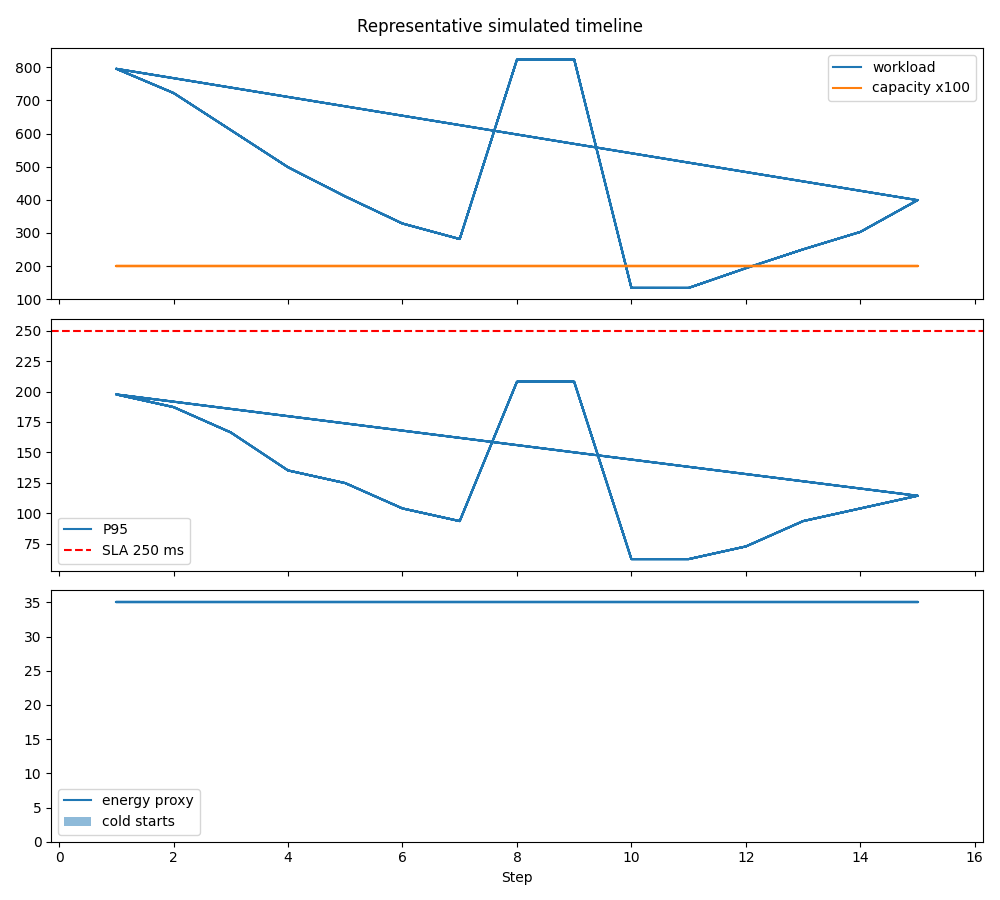 Representative simulated timeline
800
700
600
500
400
300
200
100
workload
capacity x100
250
225
200
175
150
125
100
75
P95
SLA 250 ms
35
30
25
20
15
10
5
0
energy proxy
cold starts
0 2 4 6 8 10 12 14 16
Step